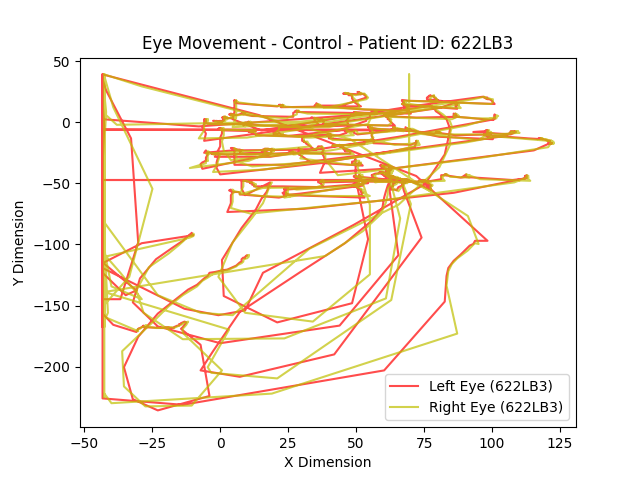 Eye Movement - Control - Patient ID: 622LB3
Y Dimension
50
0
−50
−100
−150
−200
−50
−25
0
25
50
75
100
125
X Dimension
Left Eye (622LB3)
Right Eye (622LB3)